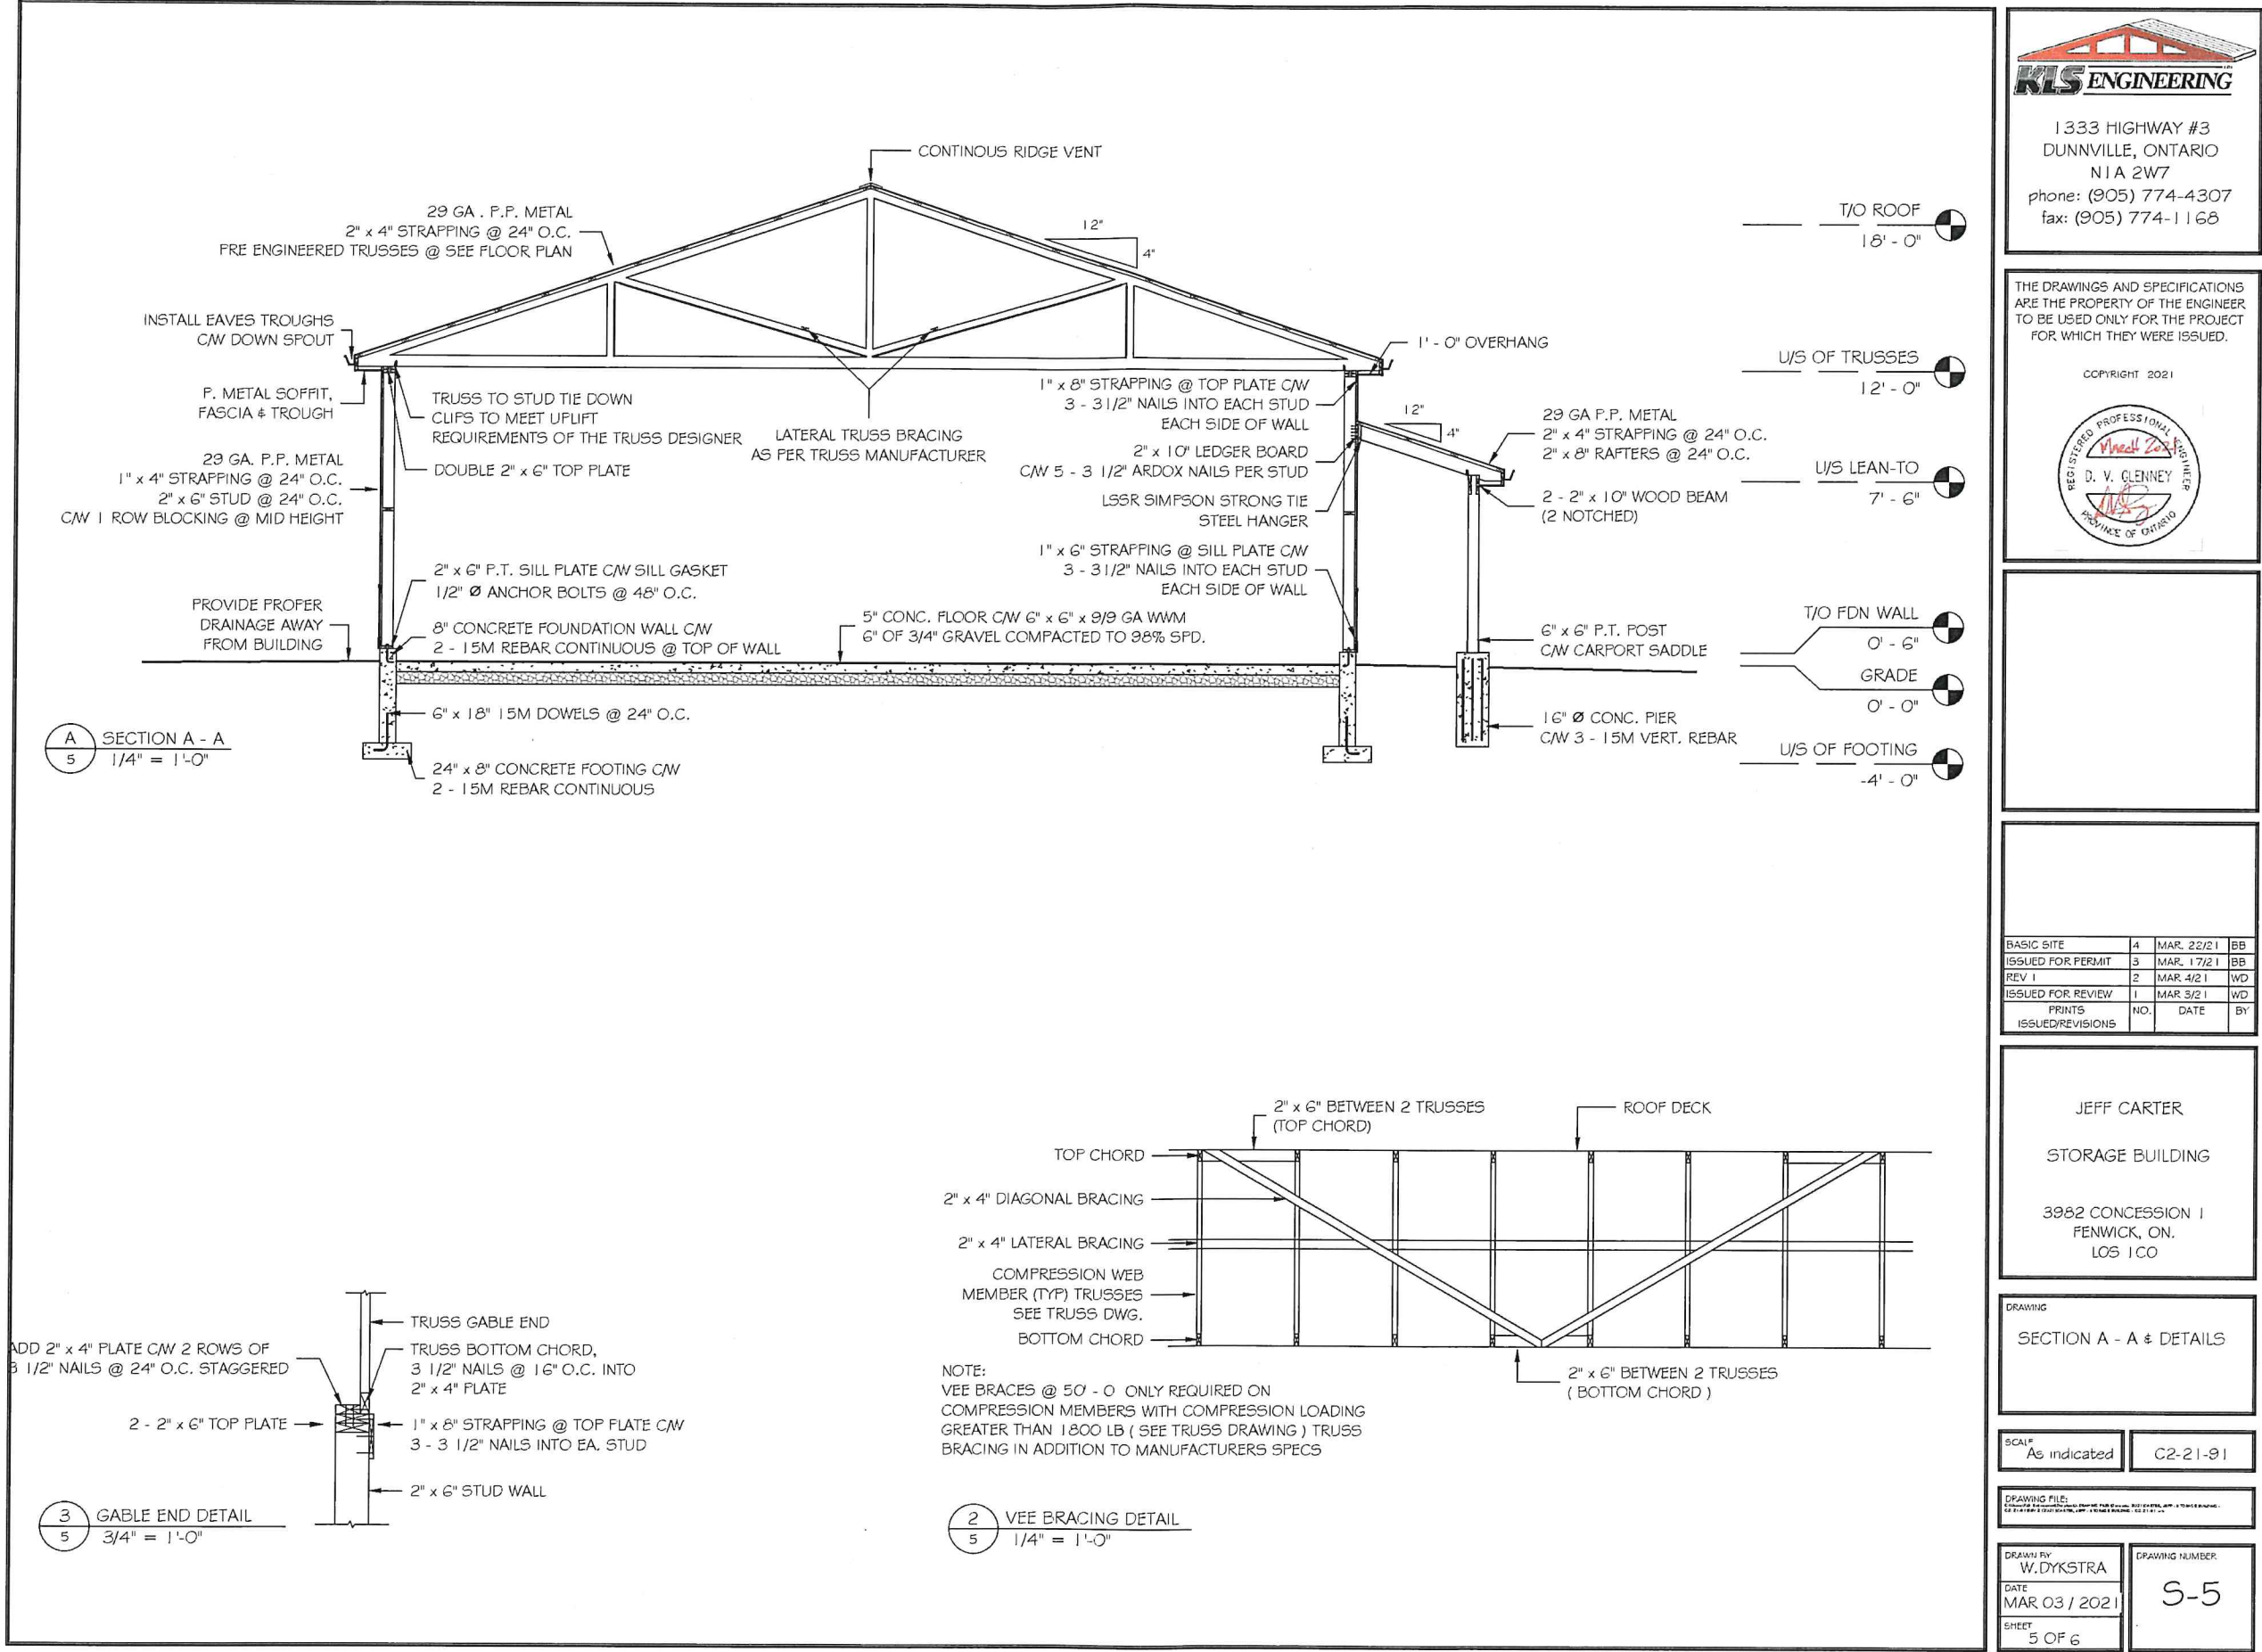 CONTINOUS RIDGE VENT
29 GA . P.P. METAL
2" x 4" STRAPPING @ 24" O.C.
PRE ENGINEERED TRUSSES @ SEE FLOOR PLAN
12"
4"
INSTALL EAVES TROUGHS
C/W DOWN SPOUT
P. METAL SOFFIT,
FASCIA & TROUGH
29 GA. P.P. METAL
1" x 4" STRAPPING @ 24" O.C.
2" x 6" STUD @ 24" O.C.
C/W 1 ROW BLOCKING @ MID HEIGHT
PROVIDE PROPER
DRAINAGE AWAY
FROM BUILDING
TRUSS TO STUD TIE DOWN
CLIPS TO MEET UPLIFT
REQUIREMENTS OF THE TRUSS DESIGNER
DOUBLE 2" x 6" TOP PLATE
LATERAL TRUSS BRACING
AS PER TRUSS MANUFACTURER
2" x 6" P.T. SILL PLATE C/W SILL GASKET
1/2" Ø ANCHOR BOLTS @ 48" O.C.
8" CONCRETE FOUNDATION WALL C/W
2 - 15M REBAR CONTINUOUS @ TOP OF WALL
5" CONC. FLOOR C/W 6" x 6" x 9/9 GA WWM
6" OF 3/4" GRAVEL COMPACTED TO 98% SPD.
6" x 18" 15M DOWELS @ 24" O.C.
24" x 8" CONCRETE FOOTING C/W
2 - 15M REBAR CONTINUOUS
1' - 0" OVERHANG
1" x 8" STRAPPING @ TOP PLATE C/W
3 - 3 1/2" NAILS INTO EACH STUD
EACH SIDE OF WALL
2" x 10" LEDGER BOARD
C/W 5 - 3 1/2" ARDOX NAILS PER STUD
LSSR SIMPSON STRONG TIE
STEEL HANGER
1" x 6" STRAPPING @ SILL PLATE C/W
3 - 3 1/2" NAILS INTO EACH STUD
EACH SIDE OF WALL
12"
4"
29 GA P.P. METAL
2" x 4" STRAPPING @ 24" O.C.
2" x 8" RAFTERS @ 24" O.C.
2 - 2" x 10" WOOD BEAM
(2 NOTCHED)
6" x 6" P.T. POST
C/W CARPORT SADDLE
16" Ø CONC. PIER
C/W 3 - 15M VERT. REBAR
T/O ROOF
18' - 0"
U/S OF TRUSSES
12' - 0"
U/S LEAN-TO
7' - 6"
T/O FDN WALL
0' - 6"
GRADE
0' - 0"
U/S OF FOOTING
-4' - 0"
A
5
SECTION A - A
1/4" = 1'-0"
2" x 6" BETWEEN 2 TRUSSES
(TOP CHORD)
ROOF DECK
TOP CHORD
2" x 4" DIAGONAL BRACING
2" x 4" LATERAL BRACING
COMPRESSION WEB
MEMBER (TYP) TRUSSES
SEE TRUSS DWG.
BOTTOM CHORD
2" x 6" BETWEEN 2 TRUSSES
( BOTTOM CHORD )
NOTE:
VEE BRACES @ 50' - 0 ONLY REQUIRED ON
COMPRESSION MEMBERS WITH COMPRESSION LOADING
GREATER THAN 1800 LB ( SEE TRUSS DRAWING ) TRUSS
BRACING IN ADDITION TO MANUFACTURERS SPECS
2
5
VEE BRACING DETAIL
1/4" = 1'-0"
TRUSS GABLE END
ADD 2" x 4" PLATE C/W 2 ROWS OF
3 1/2" NAILS @ 24" O.C. STAGGERED
TRUSS BOTTOM CHORD,
3 1/2" NAILS @ 16" O.C. INTO
2" x 4" PLATE
2 - 2" x 6" TOP PLATE
1" x 8" STRAPPING @ TOP PLATE C/W
3 - 3 1/2" NAILS INTO EA. STUD
2" x 6" STUD WALL
3
5
GABLE END DETAIL
3/4" = 1'-0"
KLS ENGINEERING
1333 HIGHWAY #3
DUNNVILLE, ONTARIO
N1A 2W7
phone: (905) 774-4307
fax: (905) 774-1168
THE DRAWINGS AND SPECIFICATIONS
ARE THE PROPERTY OF THE ENGINEER
TO BE USED ONLY FOR THE PROJECT
FOR WHICH THEY WERE ISSUED.
COPYRIGHT 2021
REGISTERED PROFESSIONAL ENGINEER
March
D. V. GLENNEY
PROVINCE OF ONTARIO
BASIC SITE 4 MAR. 22/21 BB
ISSUED FOR PERMIT 3 MAR. 17/21 BB
REV 1 2 MAR 4/21 WD
ISSUED FOR REVIEW 1 MAR 3/21 WD
PRINTS ISSUED/REVISIONS NO. DATE BY
JEFF CARTER
STORAGE BUILDING
3982 CONCESSION 1
FENWICK, ON.
L0S 1C0
DRAWING
SECTION A - A & DETAILS
SCALE
As indicated
C2-21-91
DRAWING FILE:
DRAWN BY
W.DYKSTRA
DATE
MAR 03 / 2021
SHEET
5 OF 6
DRAWING NUMBER
S-5